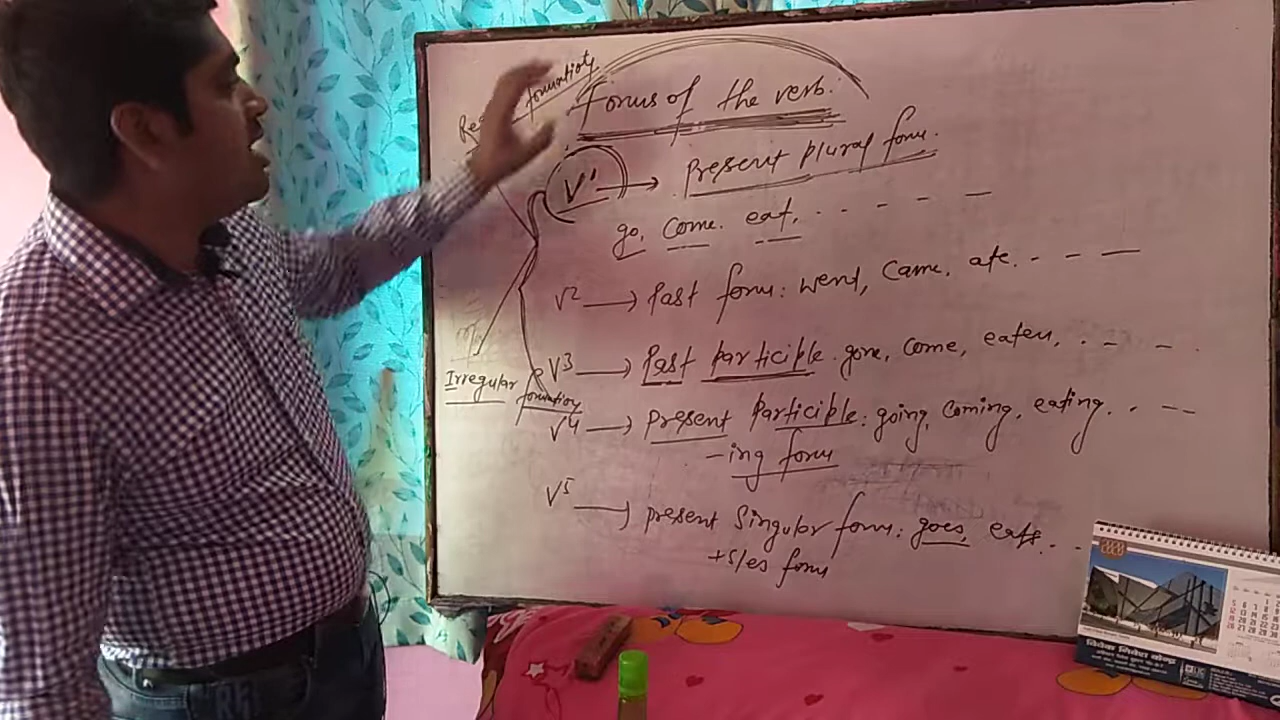 formation
forms of the verb.
V1 → Present plural form.
go, come. eat, . - - - -
V2 → Past form: went, came, ate. - - -
V3 → Past participle. gone, come, eaten, . - - .
Irregular formation
V4 → Present Participle: going, coming, eating. . - -
-ing form
V5 → present Singular form: goes, eats. . .
+s/es form
2020
विवेक निवेश केन्द्र